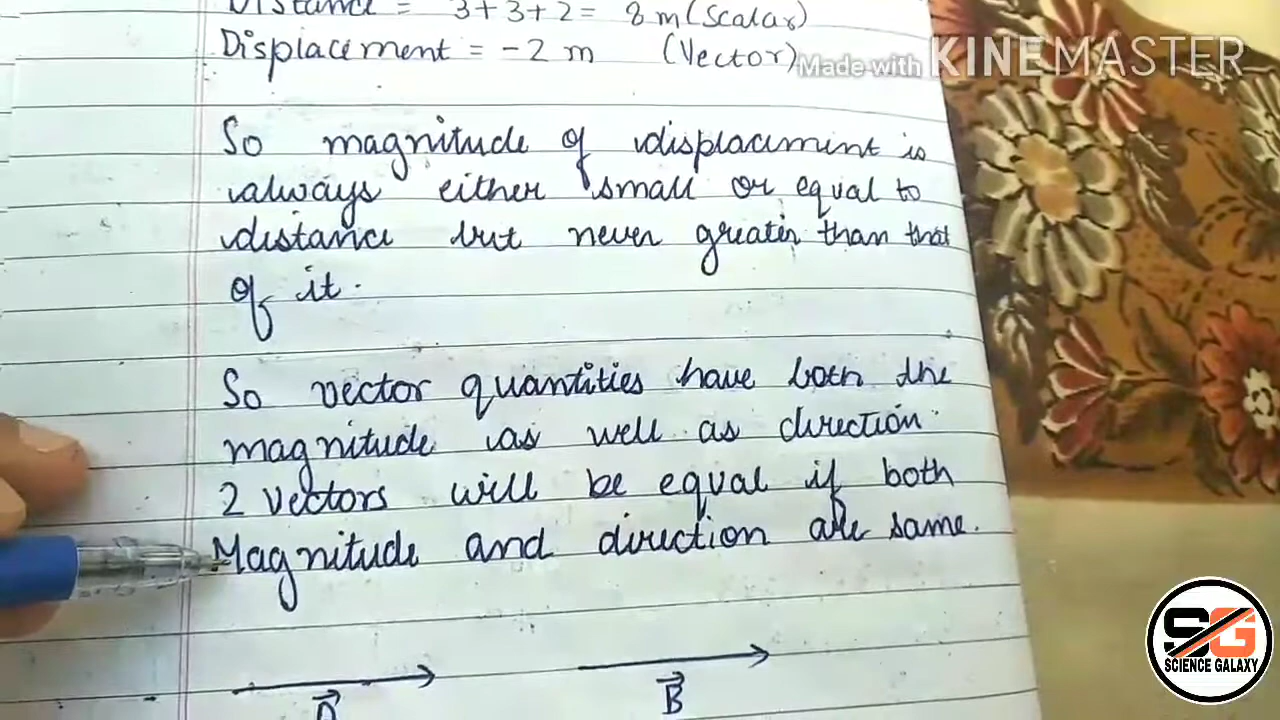 Distance = 3+3+2= 8 m (Scalar)
Displacement = -2 m (Vector)
Made with KINEMASTER
So magnitude of displacement is
always either small or equal to
distance but never greater than that
of it.
So vector quantities have both the
magnitude as well as direction.
2 vectors will be equal if both
Magnitude and direction are same.
B
SG
SCIENCE GALAXY